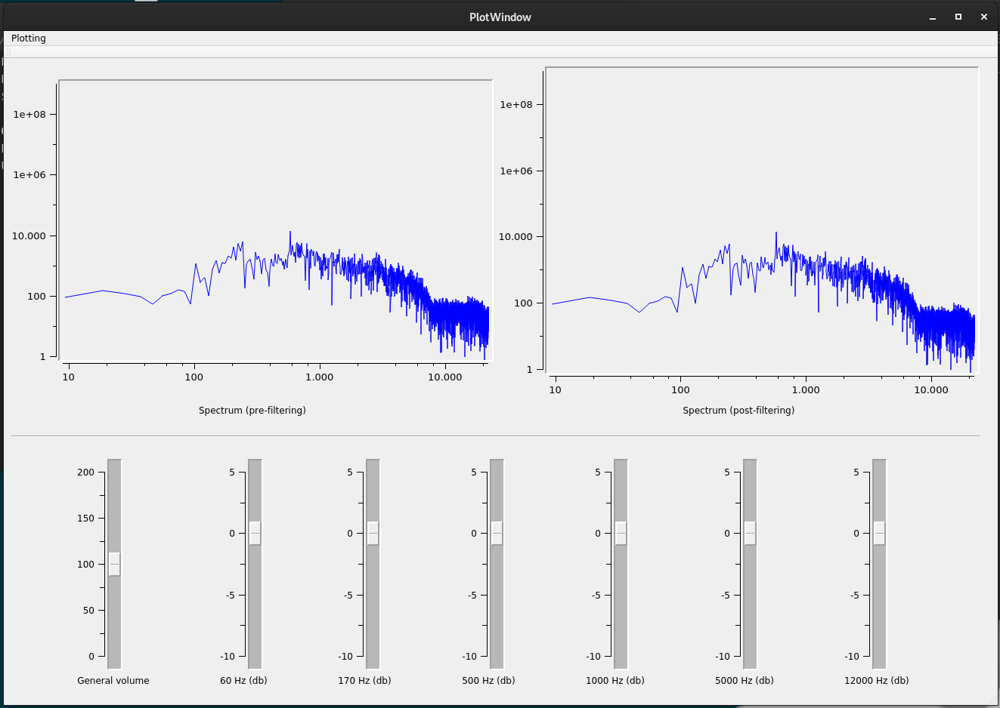 PlotWindow
Plotting
1e+08
1e+06
10.000
100
1
10 100 1.000 10.000
Spectrum (pre-filtering)
1e+08
1e+06
10.000
100
1
10 100 1.000 10.000
Spectrum (post-filtering)
200
150
100
50
0
General volume
5
0
-5
-10
60 Hz (db)
5
0
-5
-10
170 Hz (db)
5
0
-5
-10
500 Hz (db)
5
0
-5
-10
1000 Hz (db)
5
0
-5
-10
5000 Hz (db)
5
0
-5
-10
12000 Hz (db)